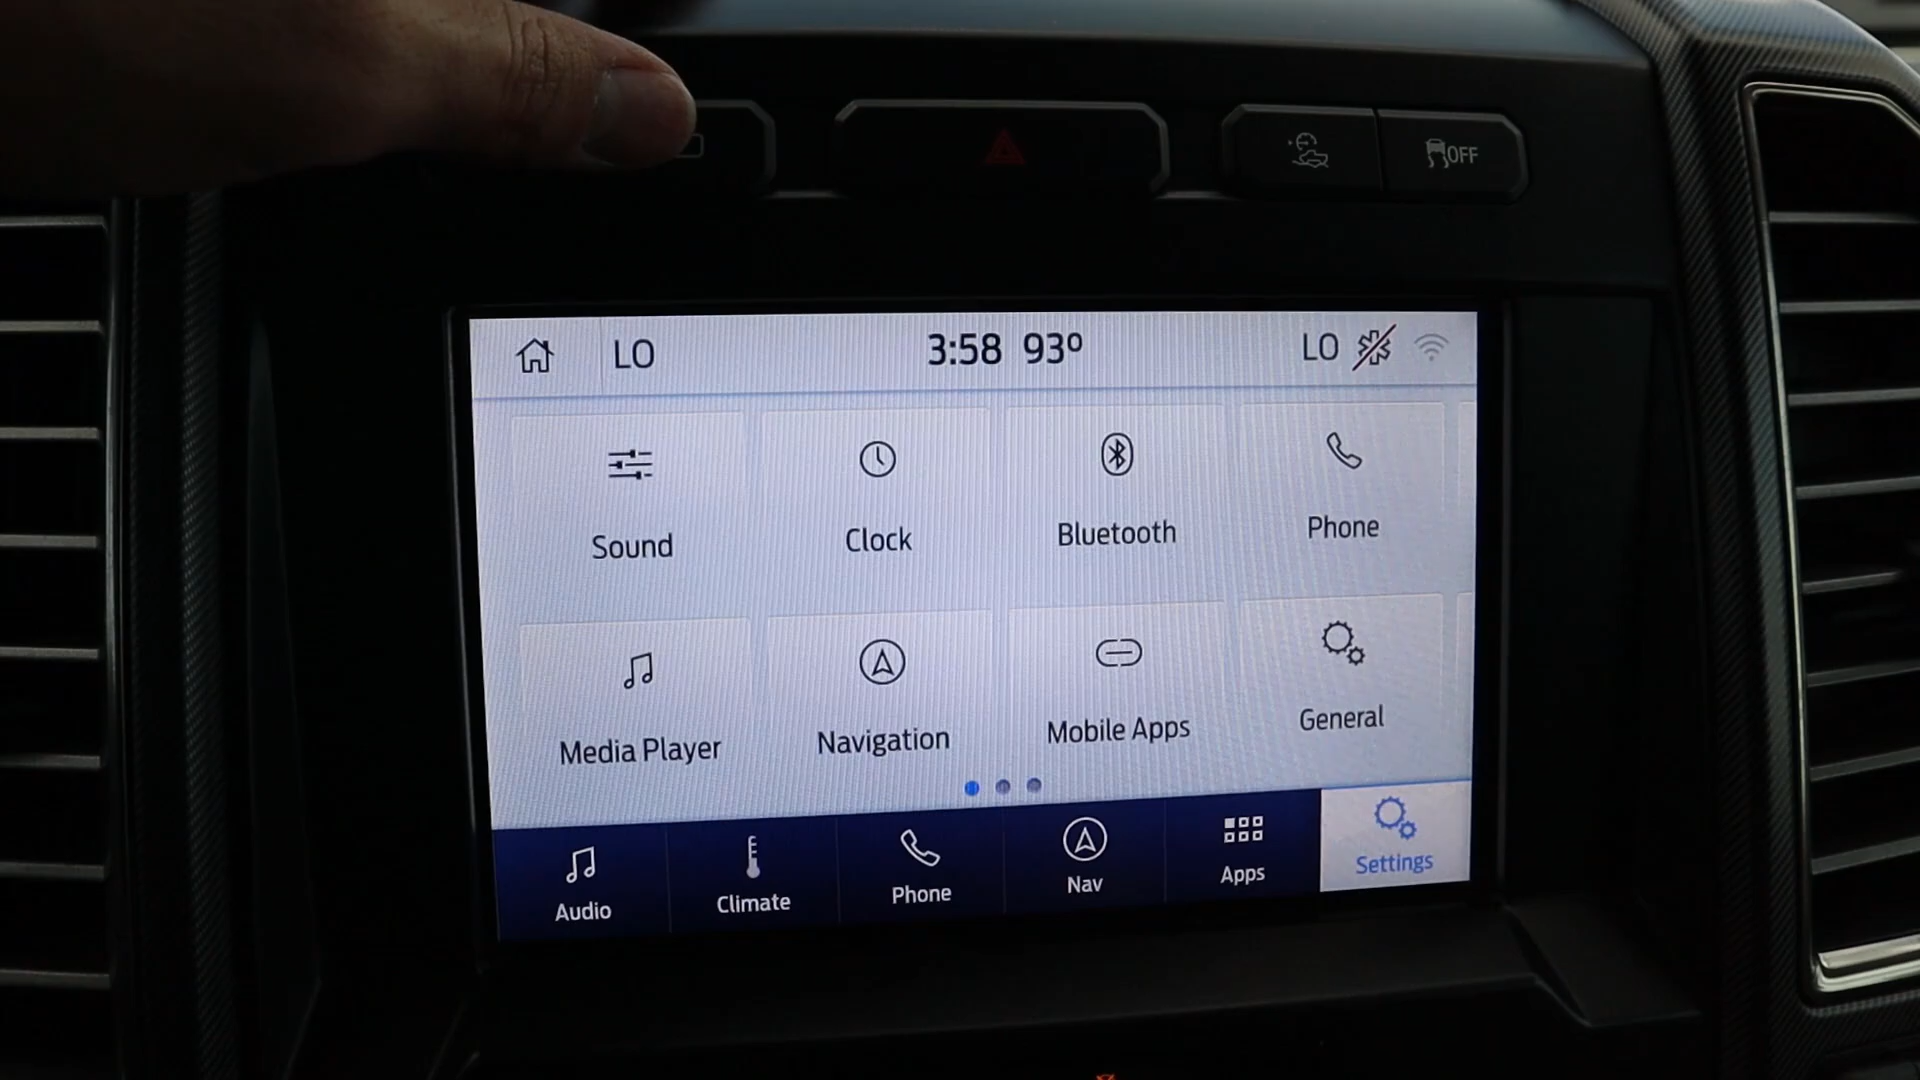 OFF
LO 3:58 93° LO
Sound Clock Bluetooth Phone
Media Player Navigation Mobile Apps General
Audio Climate Phone Nav Apps Settings